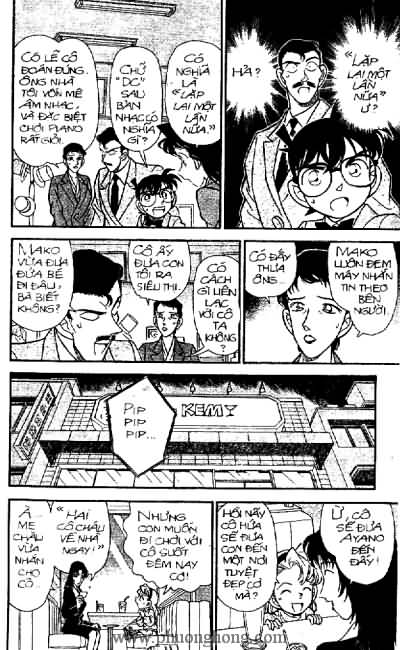 "LẶP
LẠI MỘT
LẦN
NỮA"
Ư?
HẢ?
CÓ
NGHĨA
LÀ
"LẶP
LẠI MỘT
LẦN
NỮA".
CHỮ
"DC"
SAU
BẢN
NHẠC CÓ
NGHĨA
GÌ?
CÓ LẼ CÔ
ĐOÁN ĐÚNG.
ÔNG NHÀ
TÔI VỐN MÊ
ÂM NHẠC,
VÀ ĐẶC BIỆT
CHƠI PIANO
RẤT GIỎI.
MAKO
LUÔN ĐEM
MÁY NHẮN
TIN THEO
BÊN
NGƯỜI.
CÓ ĐẤY
THƯA
ÔNG...
CÓ
CÁCH
GÌ LIÊN
LẠC
VỚI CÔ
TA
KHÔNG?
CÔ ẤY
ĐƯA CON
TÔI RA
SIÊU THỊ.
MAKO
VỪA ĐƯA
ĐỨA BÉ
ĐI ĐÂU,
BÀ BIẾT
KHÔNG?
PIP
PIP
PIP...
KEMY
Ừ, CÔ
SẼ ĐƯA
AYANO
ĐẾN
ĐẤY!
HỒI NÃY
CÔ HỨA
SẼ ĐƯA
CON ĐẾN
MỘT NƠI
TUYỆT
ĐẸP CƠ
MÀ?
NHƯNG
CON MUỐN
ĐI CHƠI VỚI
CÔ SUỐT
ĐÊM NAY
CƠ!
"HAI
CÔ CHÁU
VỀ NHÀ
NGAY!"
À...
MẸ
CHÁU
VỪA
NHẮN
CHO
CÔ...
www.phuonghong.com